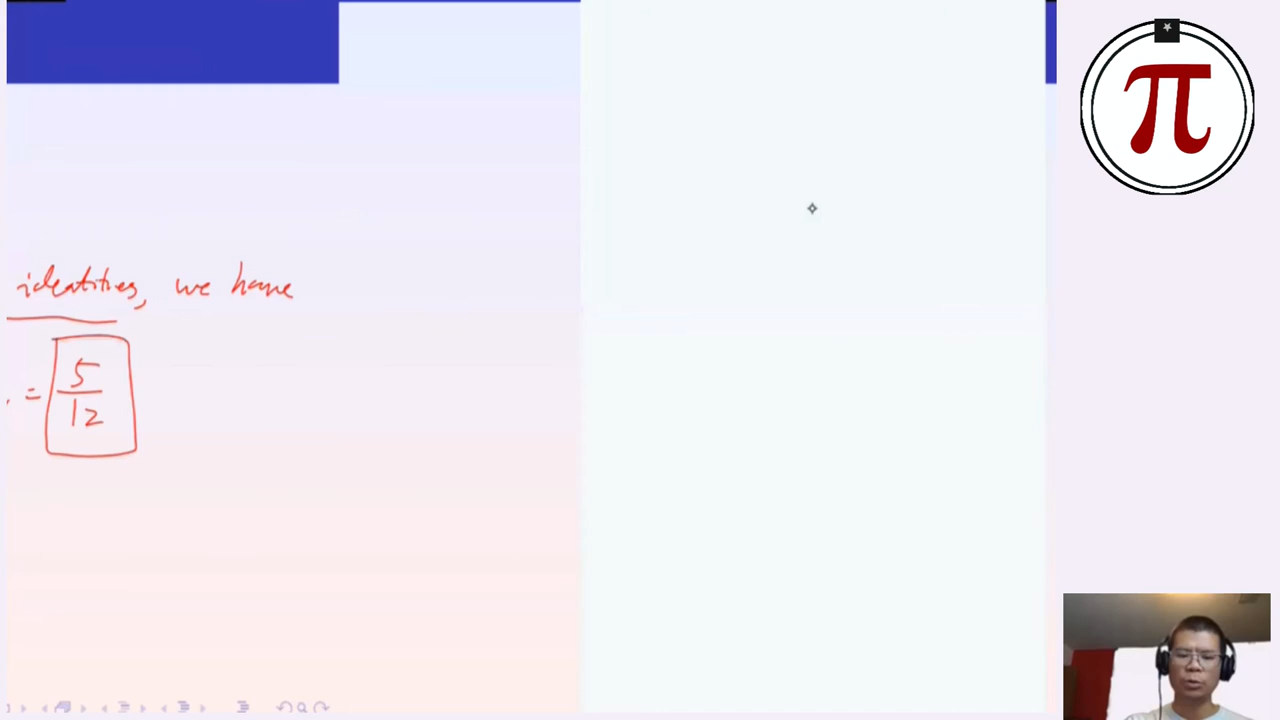 identities, we have
= 5/12
π